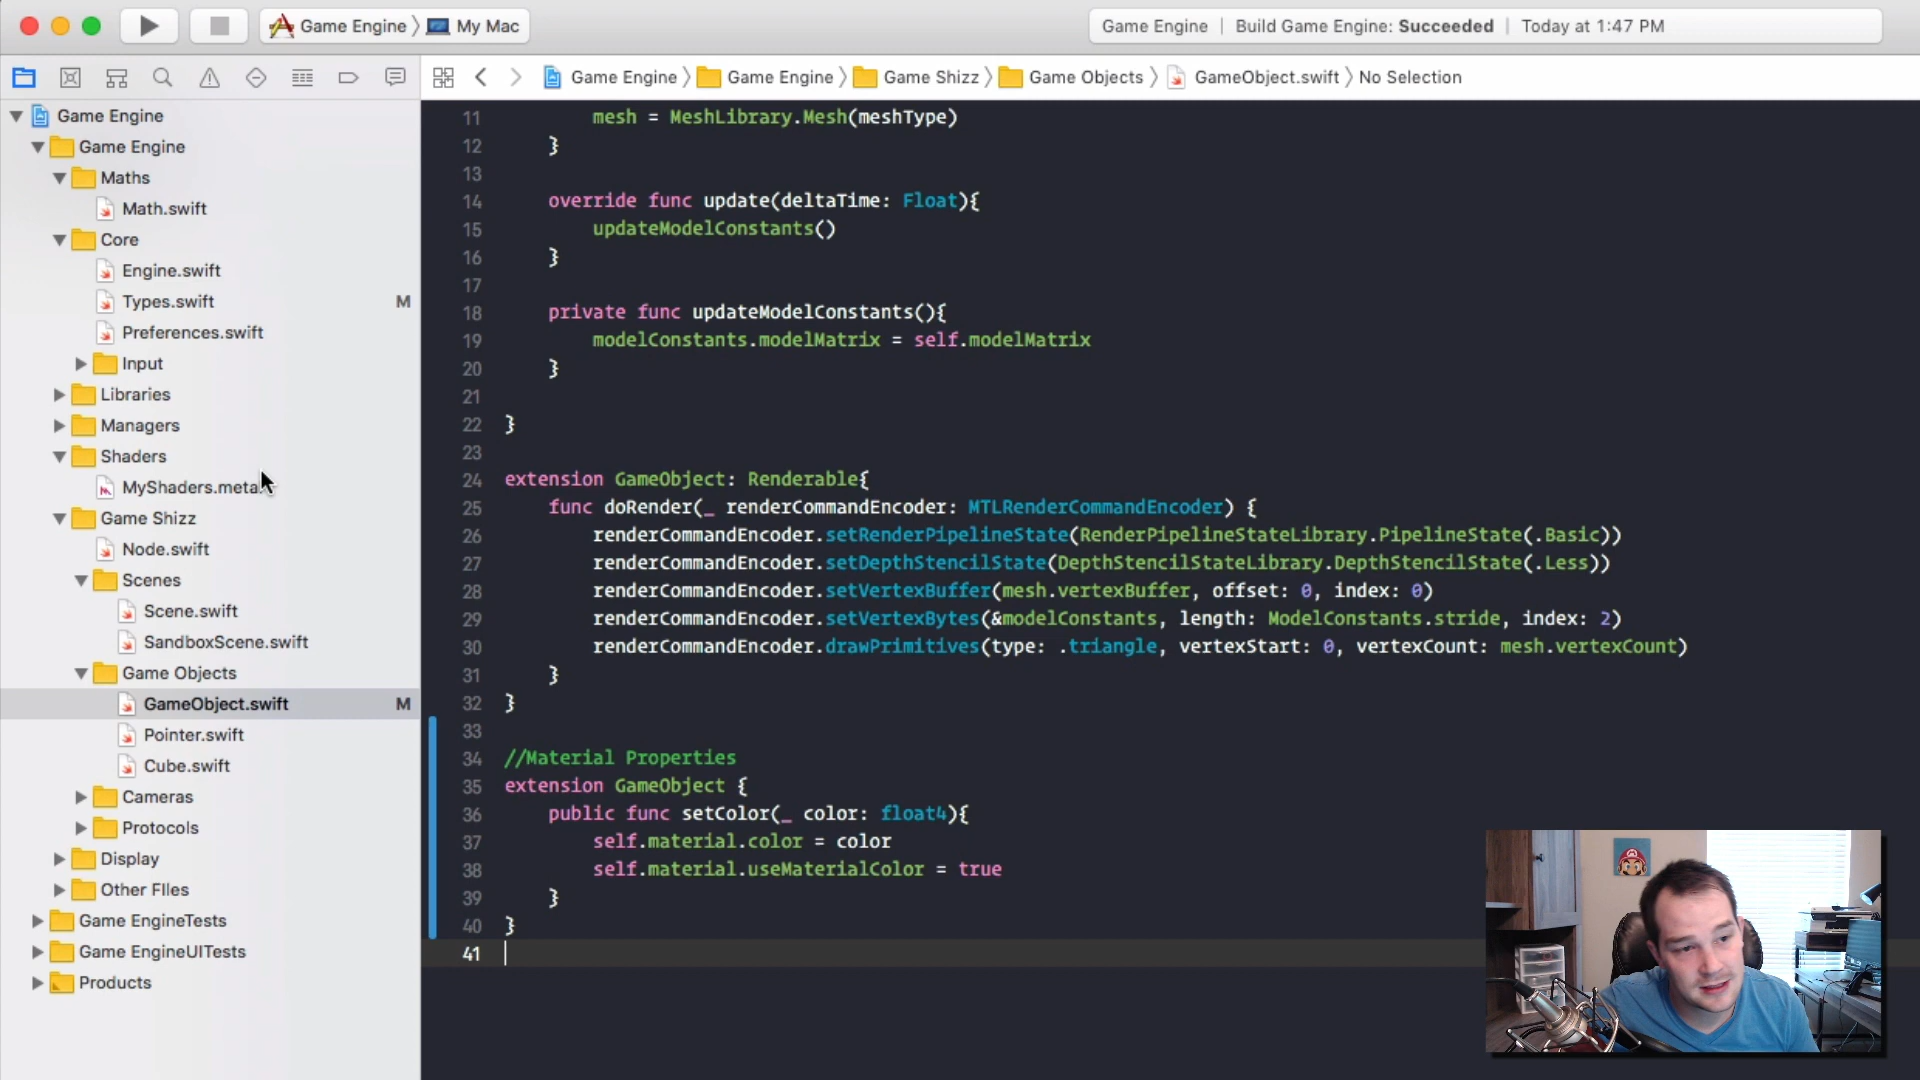 Game Engine 〉 My Mac
Game Engine | Build Game Engine: Succeeded | Today at 1:47 PM
Game Engine 〉 Game Engine 〉 Game Shizz 〉 Game Objects 〉 GameObject.swift 〉 No Selection
Game Engine
Game Engine
Maths
Math.swift
Core
Engine.swift
Types.swift M
Preferences.swift
Input
Libraries
Managers
Shaders
MyShaders.meta
Game Shizz
Node.swift
Scenes
Scene.swift
SandboxScene.swift
Game Objects
GameObject.swift M
Pointer.swift
Cube.swift
Cameras
Protocols
Display
Other FIles
Game EngineTests
Game EngineUITests
Products
11 mesh = MeshLibrary.Mesh(meshType)
12 }
13
14 override func update(deltaTime: Float){
15 updateModelConstants()
16 }
17
18 private func updateModelConstants(){
19 modelConstants.modelMatrix = self.modelMatrix
20 }
21
22 }
23
24 extension GameObject: Renderable{
25 func doRender(_ renderCommandEncoder: MTLRenderCommandEncoder) {
26 renderCommandEncoder.setRenderPipelineState(RenderPipelineStateLibrary.PipelineState(.Basic))
27 renderCommandEncoder.setDepthStencilState(DepthStencilStateLibrary.DepthStencilState(.Less))
28 renderCommandEncoder.setVertexBuffer(mesh.vertexBuffer, offset: 0, index: 0)
29 renderCommandEncoder.setVertexBytes(&modelConstants, length: ModelConstants.stride, index: 2)
30 renderCommandEncoder.drawPrimitives(type: .triangle, vertexStart: 0, vertexCount: mesh.vertexCount)
31 }
32 }
33
34 //Material Properties
35 extension GameObject {
36 public func setColor(_ color: float4){
37 self.material.color = color
38 self.material.useMaterialColor = true
39 }
40 }
41